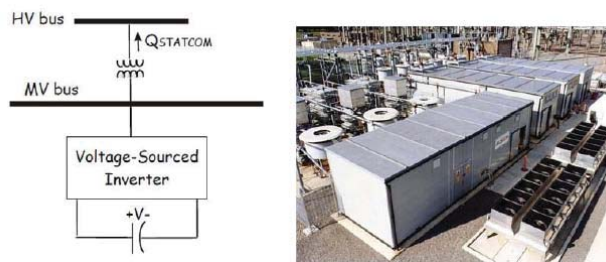 HV bus
QSTATCOM
MV bus
Voltage-Sourced
Inverter
+V-